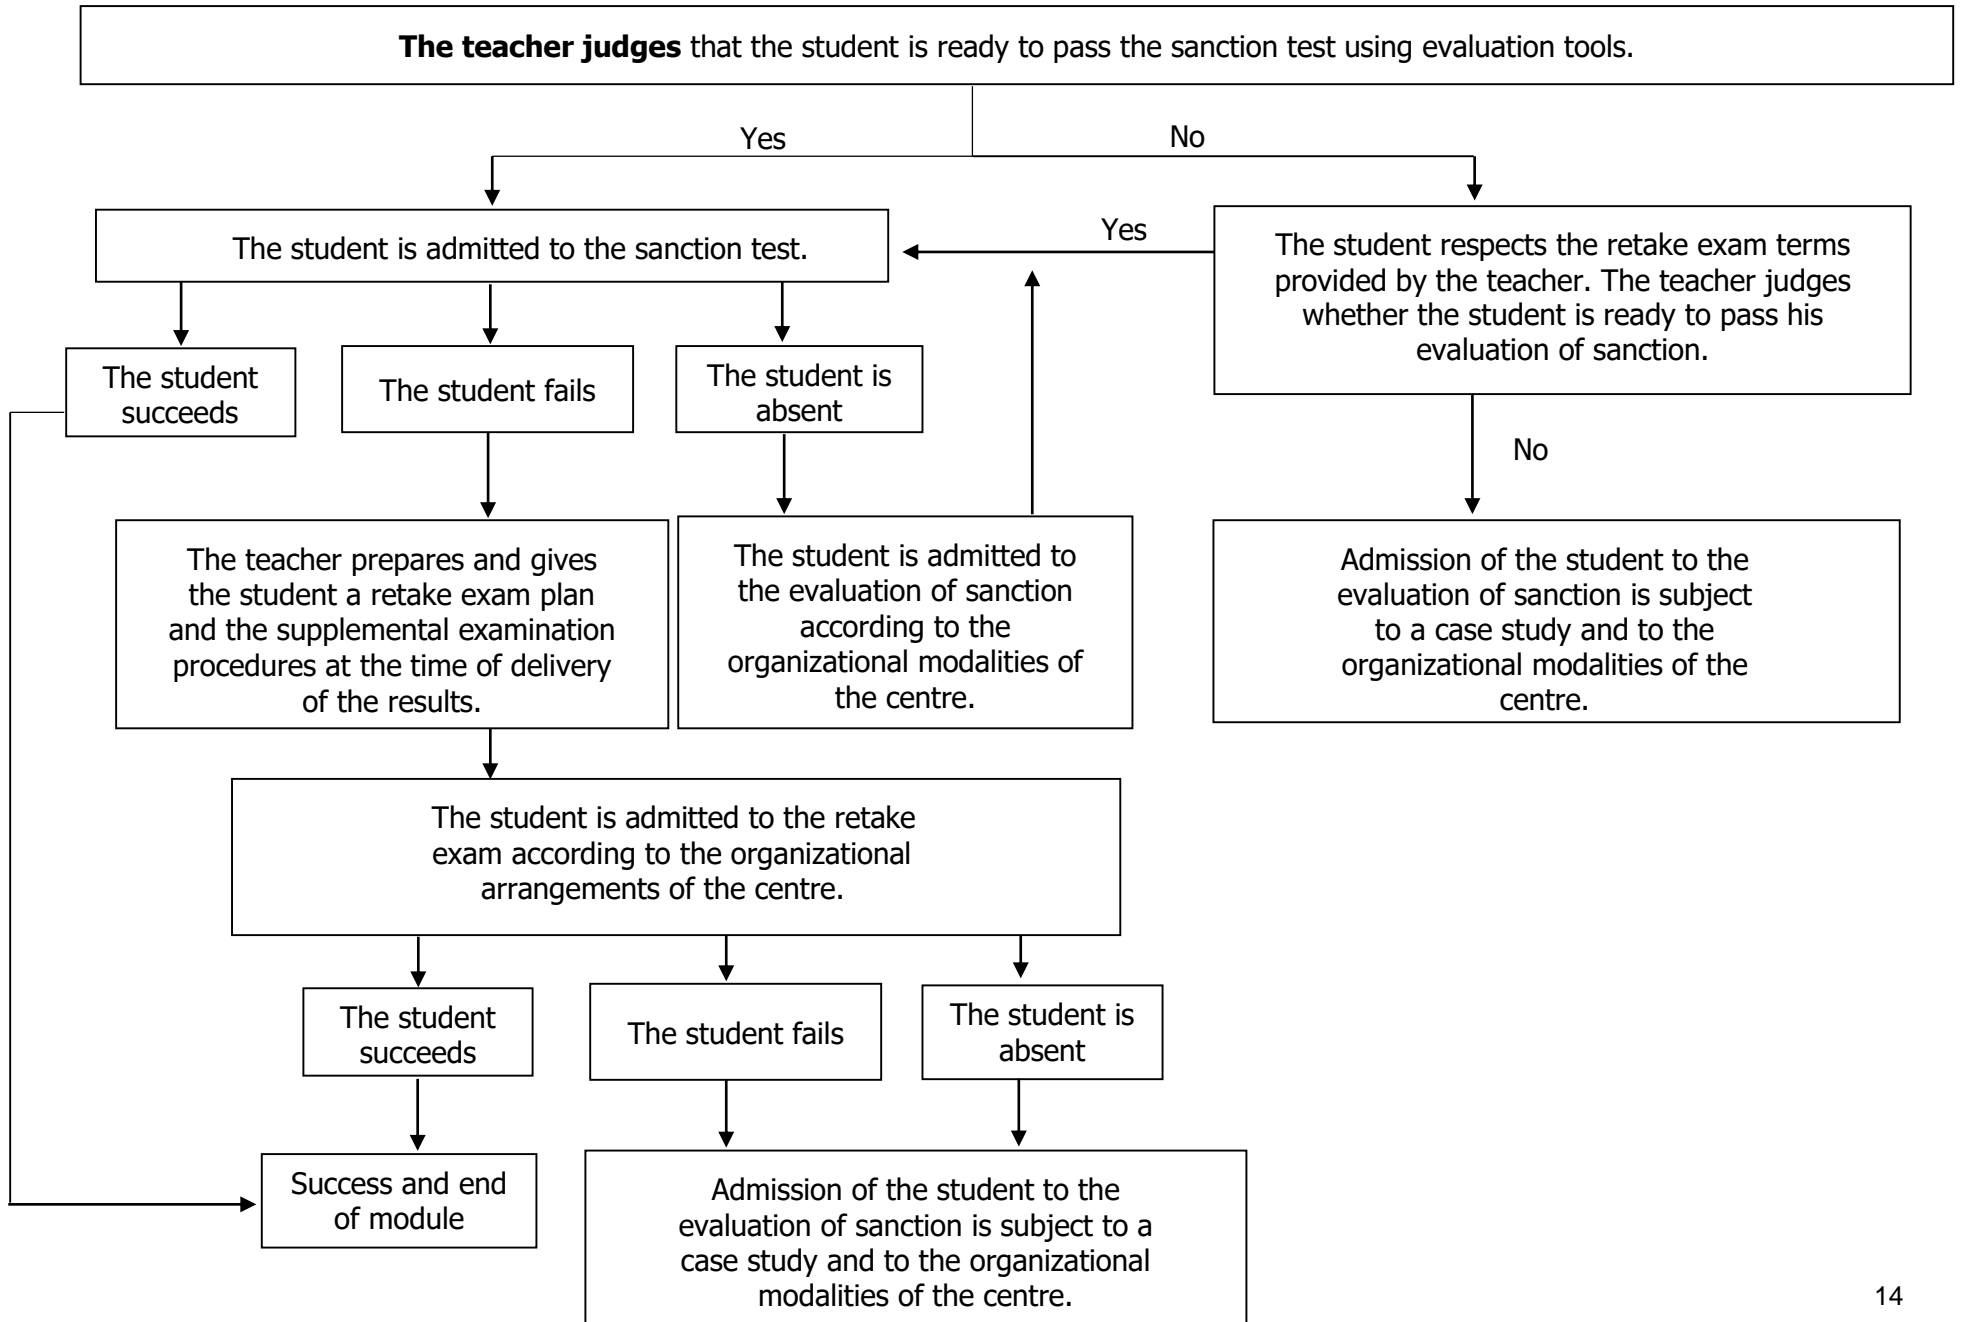 The teacher judges that the student is ready to pass the sanction test using evaluation tools.
Yes
No
The student is admitted to the sanction test.
Yes
The student respects the retake exam terms
provided by the teacher. The teacher judges
whether the student is ready to pass his
evaluation of sanction.
The student
succeeds
The student fails
The student is
absent
No
The teacher prepares and gives
the student a retake exam plan
and the supplemental examination
procedures at the time of delivery
of the results.
The student is admitted to
the evaluation of sanction
according to the
organizational modalities of
the centre.
Admission of the student to the
evaluation of sanction is subject
to a case study and to the
organizational modalities of the
centre.
The student is admitted to the retake
exam according to the organizational
arrangements of the centre.
The student
succeeds
The student fails
The student is
absent
Success and end
of module
Admission of the student to the
evaluation of sanction is subject to a
case study and to the organizational
modalities of the centre.
14